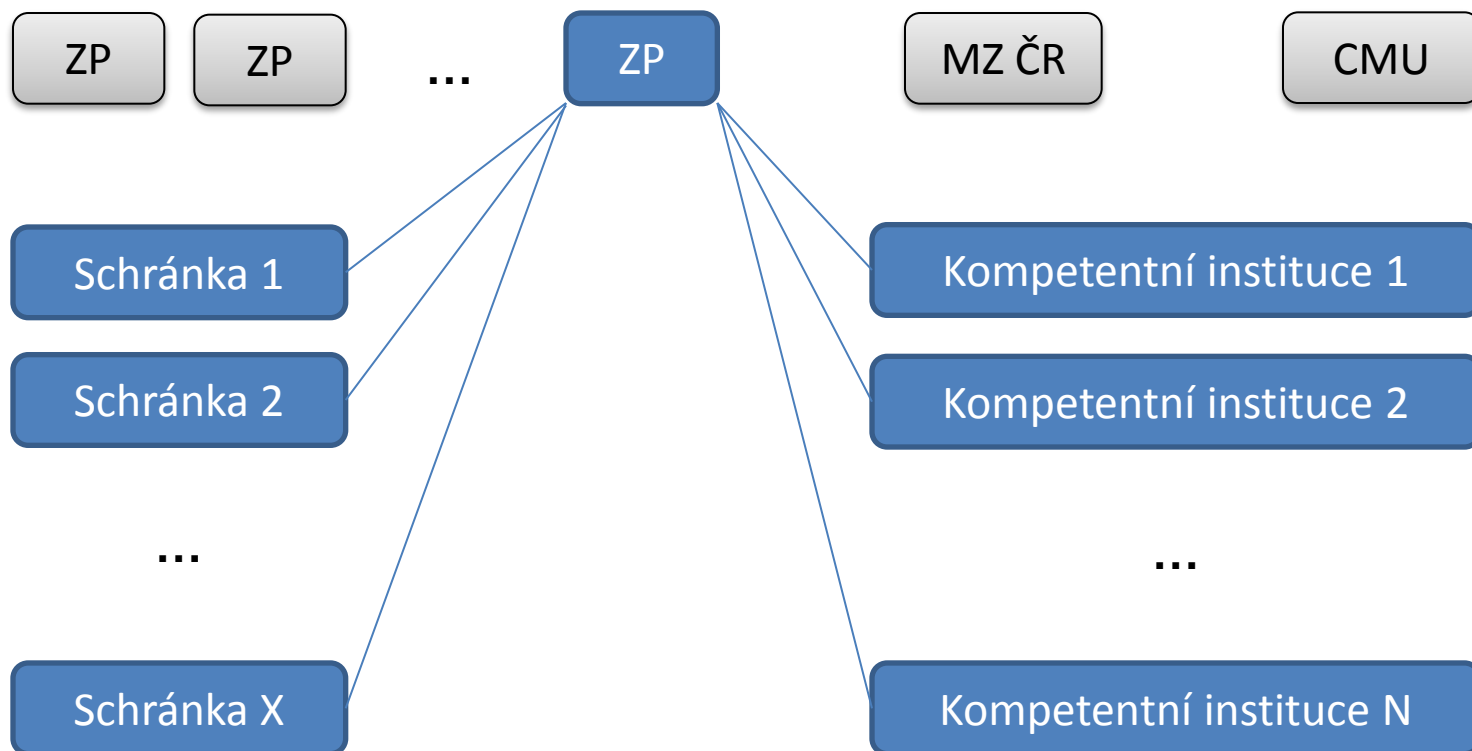 ZP
ZP
...
ZP
MZ ČR
CMU
Schránka 1
Kompetentní instituce 1
Schránka 2
Kompetentní instituce 2
...
...
Schránka X
Kompetentní instituce N